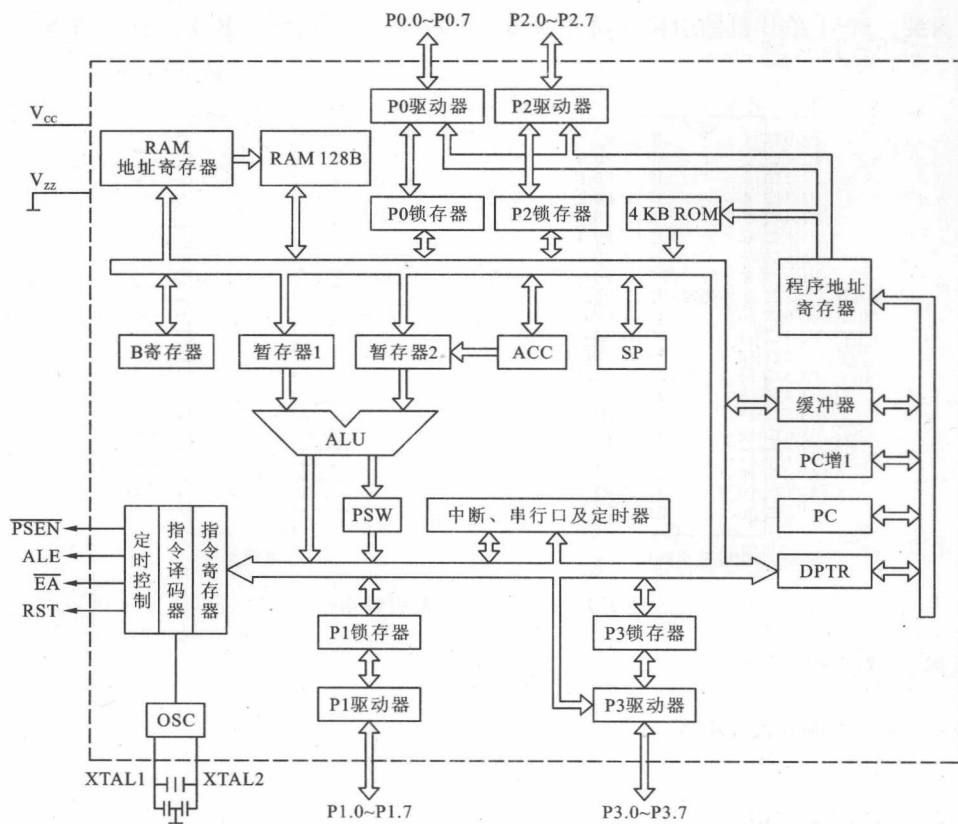 P0.0~P0.7
P2.0~P2.7
Vcc
P0驱动器
P2驱动器
RAM
地址寄存器
RAM 128B
Vzz
P0锁存器
P2锁存器
4 KB ROM
程序地址
寄存器
B寄存器
暂存器1
暂存器2
ACC
SP
ALU
缓冲器
PC增1
PC
DPTR
PSW
中断、串行口及定时器
PSEN
ALE
EA
RST
定时控制
指令译码器
指令寄存器
P1锁存器
P3锁存器
P1驱动器
P3驱动器
OSC
XTAL1
XTAL2
P1.0~P1.7
P3.0~P3.7